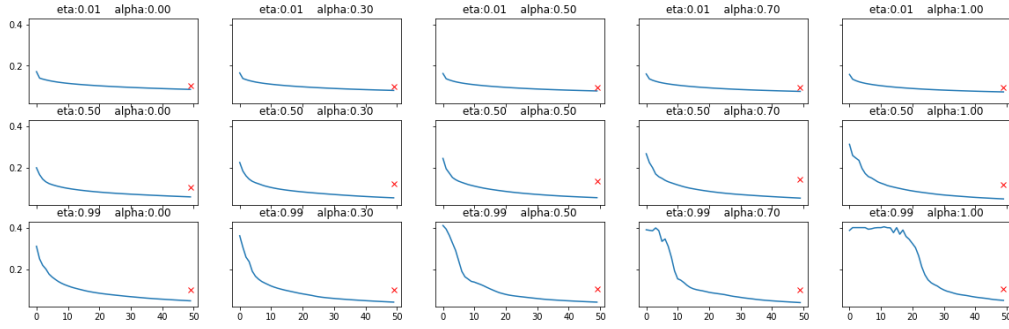 eta:0.01 alpha:0.00 eta:0.01 alpha:0.30 eta:0.01 alpha:0.50 eta:0.01 alpha:0.70 eta:0.01 alpha:1.00
0.4
0.2
eta:0.50 alpha:0.00 eta:0.50 alpha:0.30 eta:0.50 alpha:0.50 eta:0.50 alpha:0.70 eta:0.50 alpha:1.00
0.4
0.2
eta:0.99 alpha:0.00 eta:0.99 alpha:0.30 eta:0.99 alpha:0.50 eta:0.99 alpha:0.70 eta:0.99 alpha:1.00
0.4
0.2
0 10 20 30 40 50 0 10 20 30 40 50 0 10 20 30 40 50 0 10 20 30 40 50 0 10 20 30 40 50